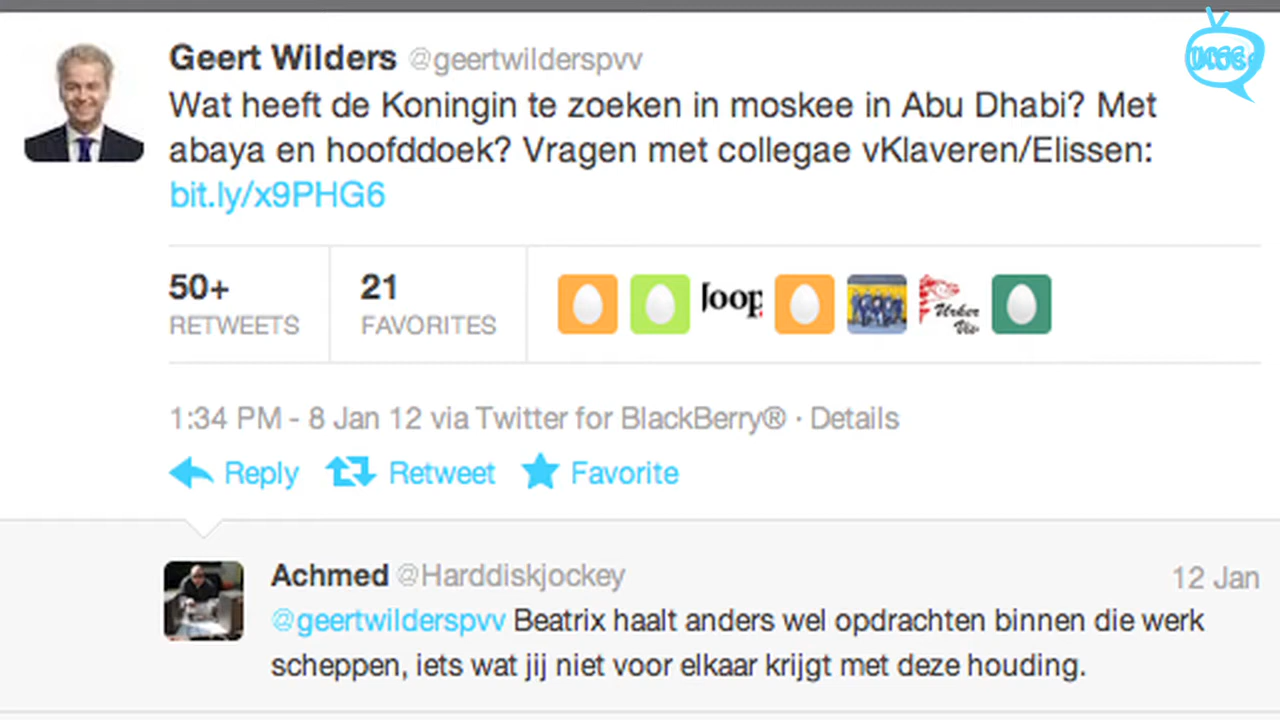 Geert Wilders @geertwilderspvv
Wat heeft de Koningin te zoeken in moskee in Abu Dhabi? Met
abaya en hoofddoek? Vragen met collegae vKlaveren/Elissen:
bit.ly/x9PHG6
50+
RETWEETS
21
FAVORITES
Joop
Urker
Vis
1:34 PM - 8 Jan 12 via Twitter for BlackBerry® · Details
Reply Retweet Favorite
Achmed @Harddiskjockey 12 Jan
@geertwilderspvv Beatrix haalt anders wel opdrachten binnen die werk
scheppen, iets wat jij niet voor elkaar krijgt met deze houding.